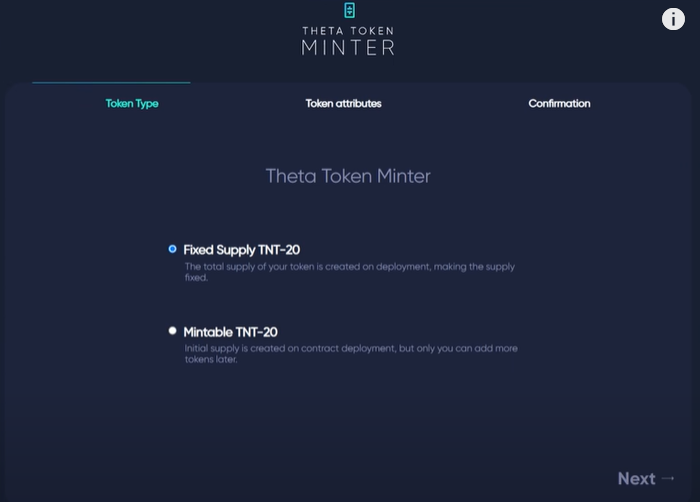 THETA TOKEN
MINTER
i
Token Type
Token attributes
Confirmation
Theta Token Minter
Fixed Supply TNT-20
The total supply of your token is created on deployment, making the supply
fixed.
Mintable TNT-20
Initial supply is created on contract deployment, but only you can add more
tokens later.
Next →